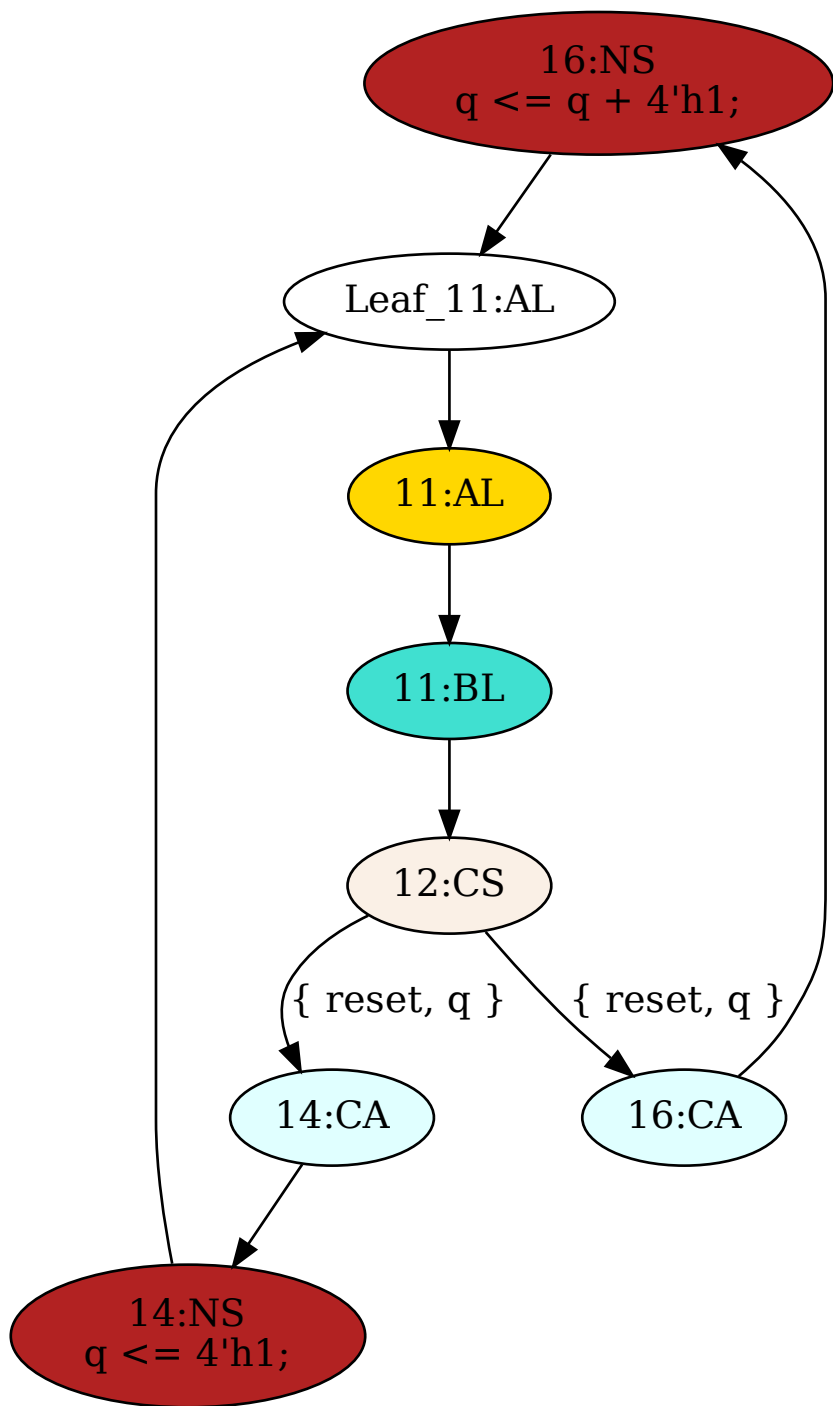 16:NS
q <= q + 4'h1;
Leaf_11:AL
11:AL
11:BL
12:CS
{ reset, q }
{ reset, q }
14:CA
16:CA
14:NS
q <= 4'h1;